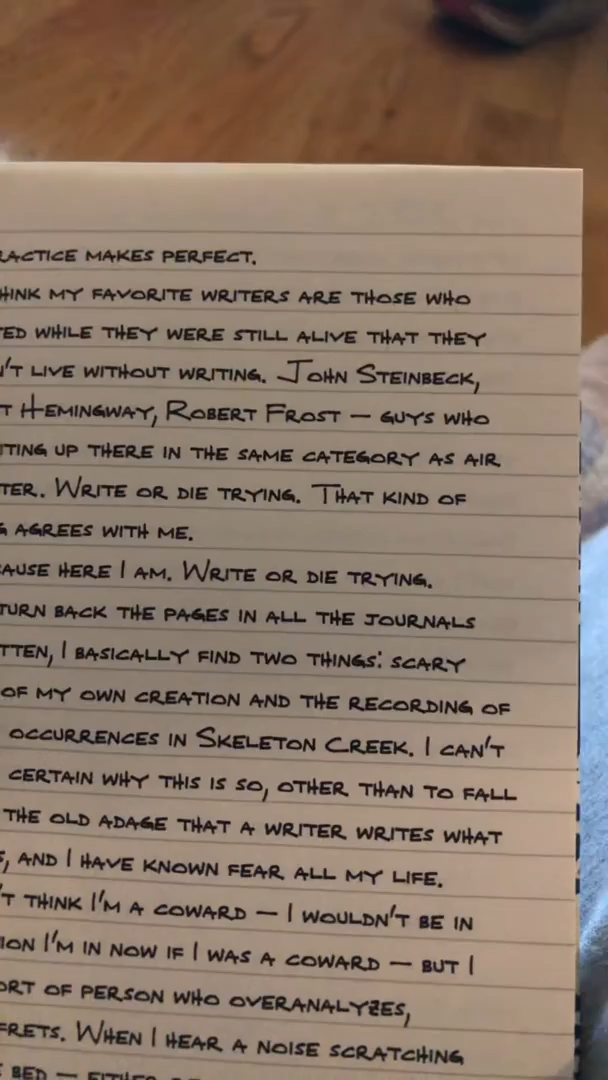 RACTICE MAKES PERFECT.
HINK MY FAVORITE WRITERS ARE THOSE WHO
TED WHILE THEY WERE STILL ALIVE THAT THEY
N'T LIVE WITHOUT WRITING. JOHN STEINBECK,
T HEMINGWAY, ROBERT FROST — GUYS WHO
TING UP THERE IN THE SAME CATEGORY AS AIR
TER. WRITE OR DIE TRYING. THAT KIND OF
G AGREES WITH ME.
AUSE HERE I AM. WRITE OR DIE TRYING.
TURN BACK THE PAGES IN ALL THE JOURNALS
TTEN, I BASICALLY FIND TWO THINGS: SCARY
OF MY OWN CREATION AND THE RECORDING OF
OCCURRENCES IN SKELETON CREEK. I CAN'T
CERTAIN WHY THIS IS SO, OTHER THAN TO FALL
THE OLD ADAGE THAT A WRITER WRITES WHAT
S, AND I HAVE KNOWN FEAR ALL MY LIFE.
'T THINK I'M A COWARD — I WOULDN'T BE IN
ION I'M IN NOW IF I WAS A COWARD — BUT I
ORT OF PERSON WHO OVERANALYZES,
FRETS. WHEN I HEAR A NOISE SCRATCHING
BED — EITHER